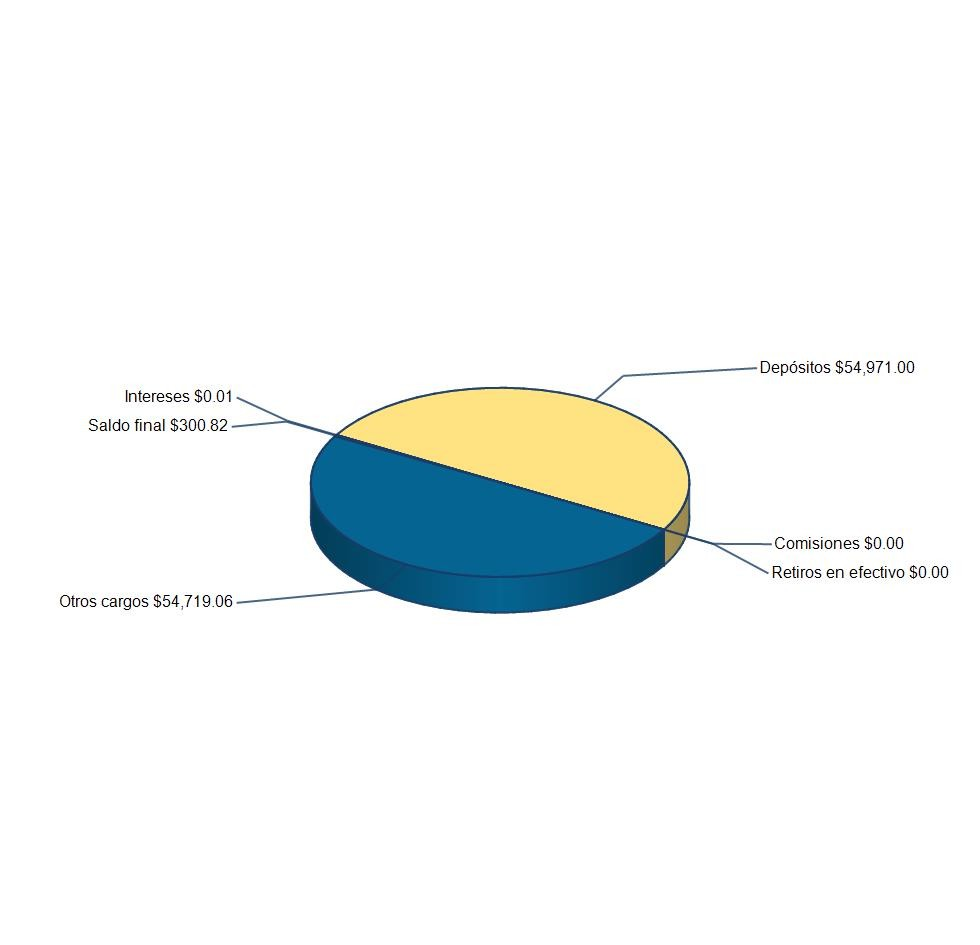 Depósitos $54,971.00
Intereses $0.01
Saldo final $300.82
Comisiones $0.00
Retiros en efectivo $0.00
Otros cargos $54,719.06